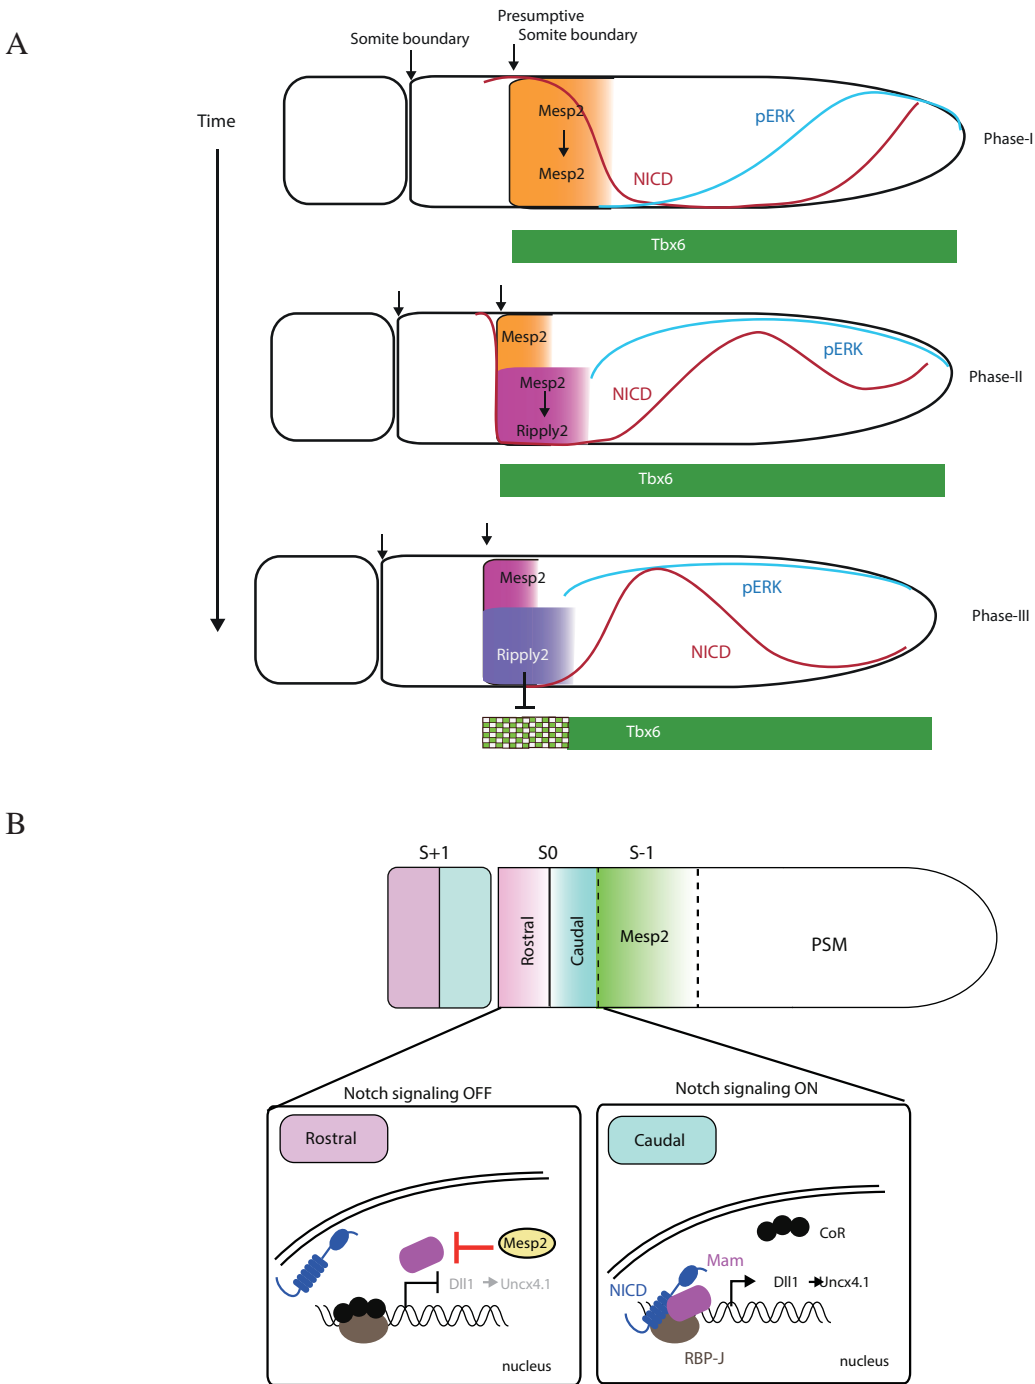 A
Presumptive
Somite boundary
Somite boundary
Time
Mesp2
Mesp2
NICD
pERK
Phase-I
Tbx6
Mesp2
Mesp2
Ripply2
NICD
pERK
Phase-II
Tbx6
Mesp2
Ripply2
pERK
NICD
Phase-III
Tbx6
B
S+1
S0
S-1
Rostral
Caudal
Mesp2
PSM
Notch signaling OFF
Rostral
Mesp2
Dll1
Uncx4.1
nucleus
Notch signaling ON
Caudal
CoR
Mam
NICD
Dll1
Uncx4.1
RBP-J
nucleus